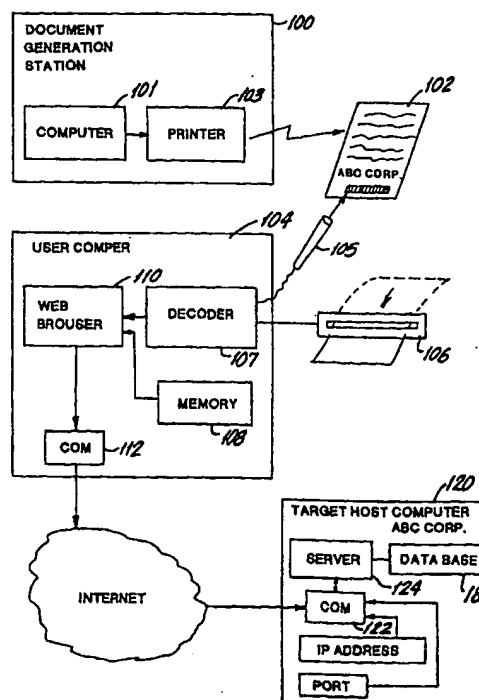 100
DOCUMENT
GENERATION
STATION
101
103
COMPUTER
PRINTER
102
ABC CORP.
104
USER COMPER
105
110
WEB
BROUSER
DECODER
107
106
MEMORY
108
COM
112
INTERNET
120
TARGET HOST COMPUTER
ABC CORP.
SERVER
DATA BASE
124
COM
122
IP ADDRESS
PORT